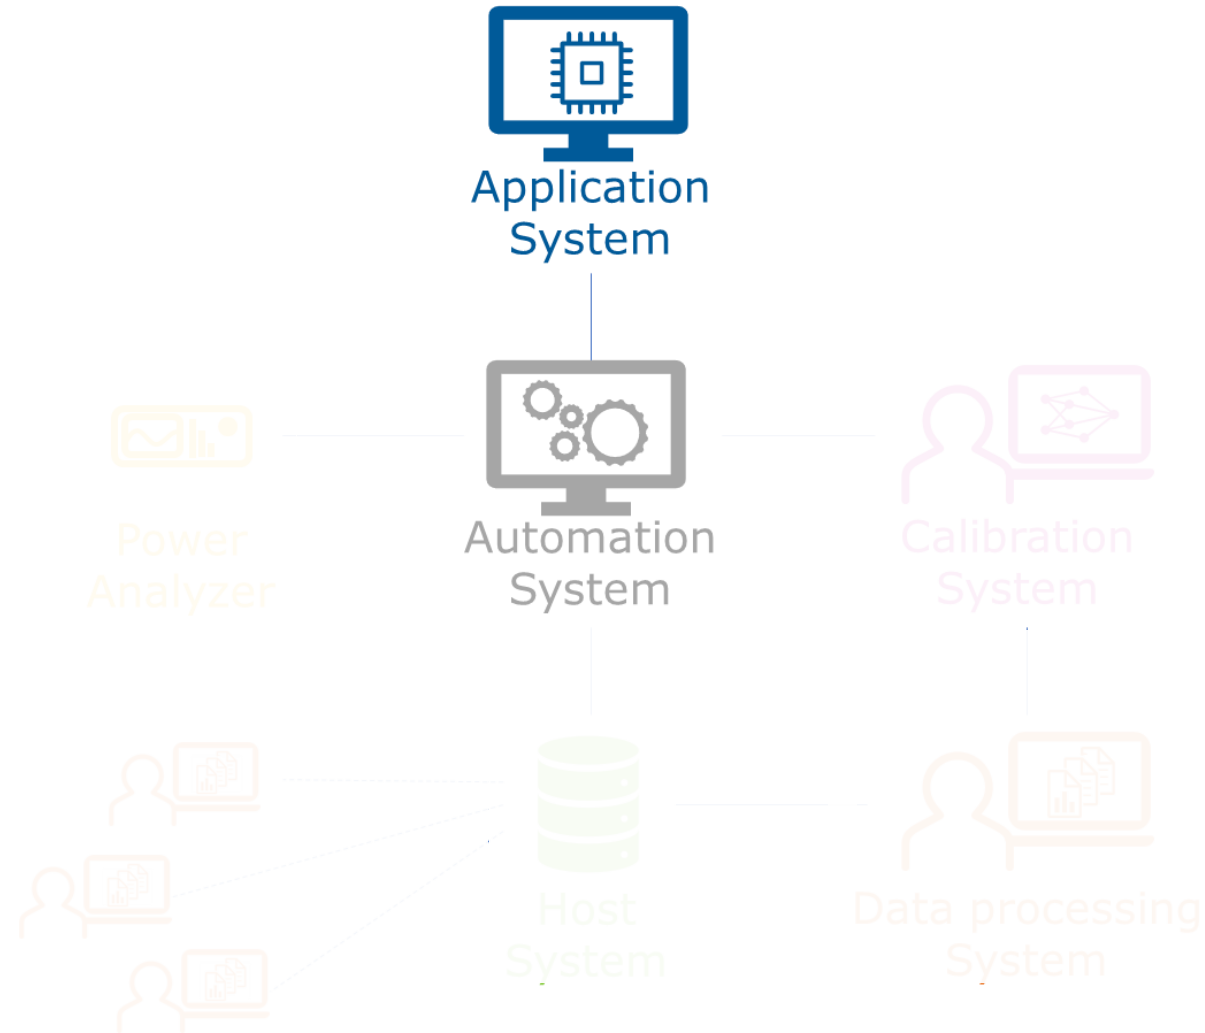 Application
System
Automation
System
Power
Analyzer
Calibration
System
Host
System
Data processing
System